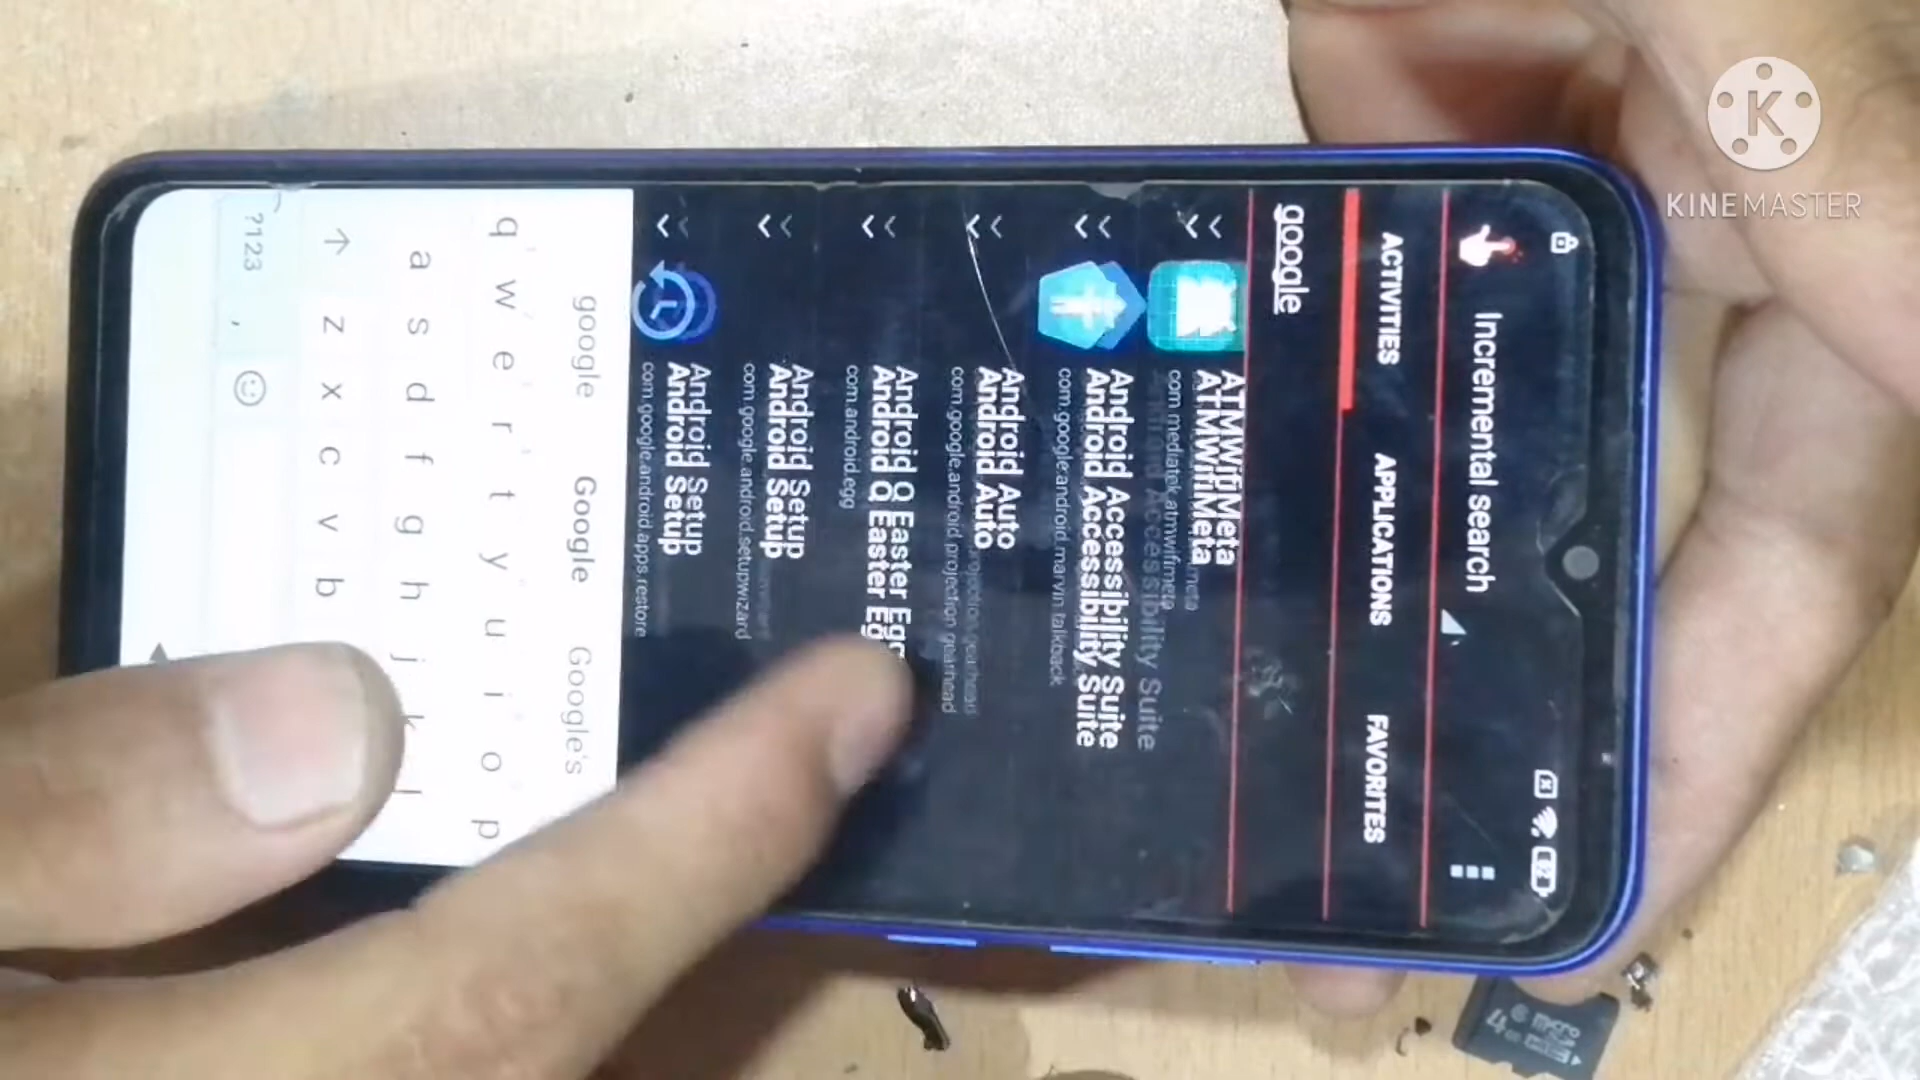 KINEMASTER
Incremental search
ACTIVITIES APPLICATIONS FAVORITES
google
ATMWifiMeta
com.mediatek.atmwifimeta
Android Accessibility Suite
com.google.android.marvin.talkback
Android Auto
com.google.android.projection.gearhead
Android Q Easter Egg
com.android.egg
Android Setup
com.google.android.setupwizard
Android Setup
com.google.android.apps.restore
google Google Google's
q w e r t y u i o p
a s d f g h j k l
z x c v b
?123 ,
4 micro